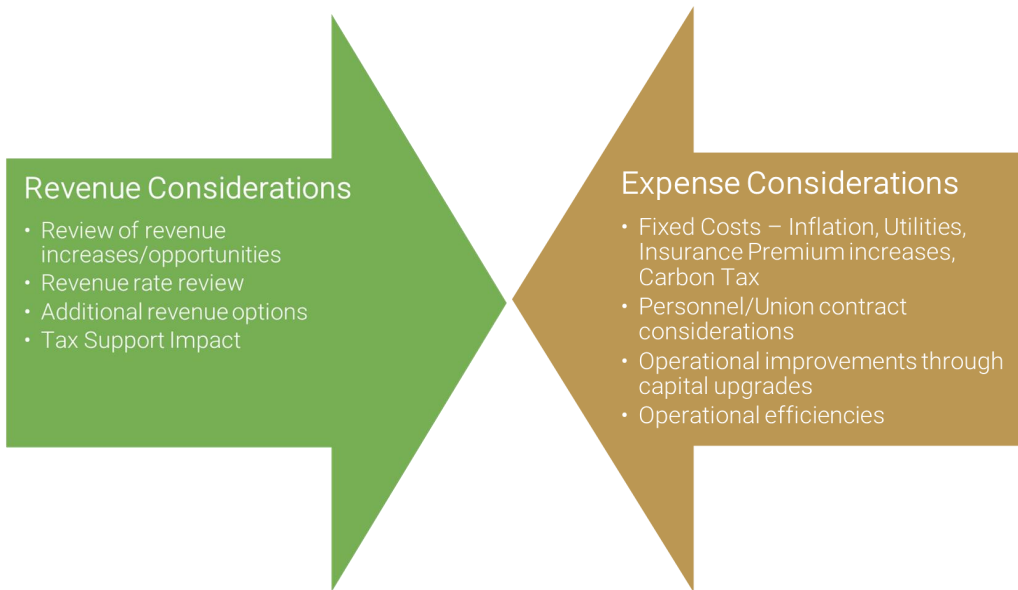 Revenue Considerations
• Review of revenue
increases/opportunities
• Revenue rate review
• Additional revenue options
• Tax Support Impact
Expense Considerations
• Fixed Costs – Inflation, Utilities,
Insurance Premium increases,
Carbon Tax
• Personnel/Union contract
considerations
• Operational improvements through
capital upgrades
• Operational efficiencies